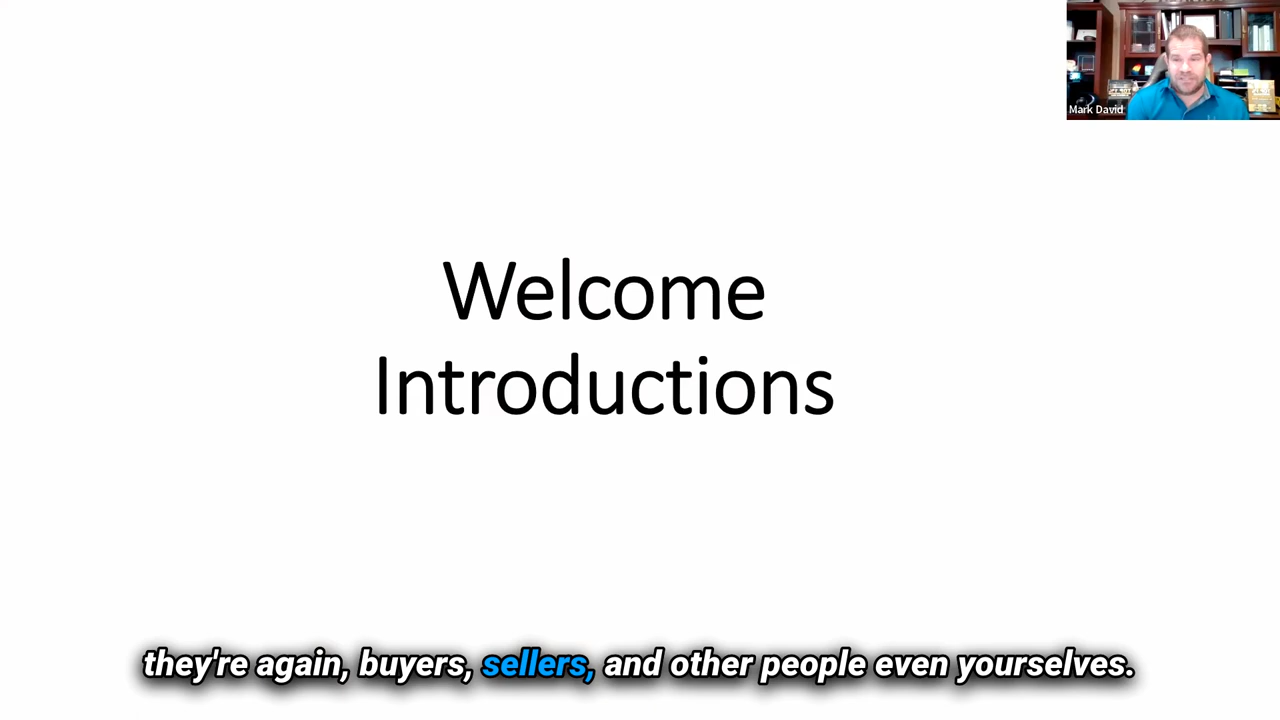 Mark David
Welcome
Introductions
they're again, buyers, sellers, and other people even yourselves.